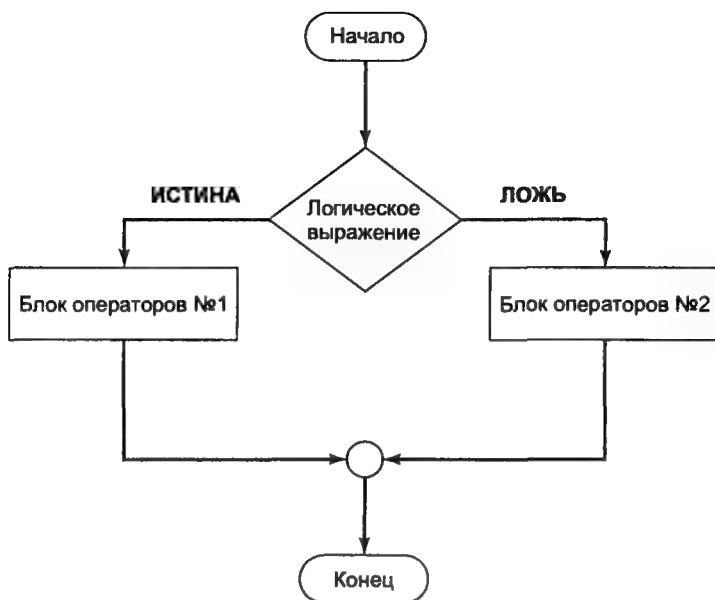 Начало
ИСТИНА
ЛОЖЬ
Логическое
выражение
Блок операторов №1
Блок операторов №2
Конец